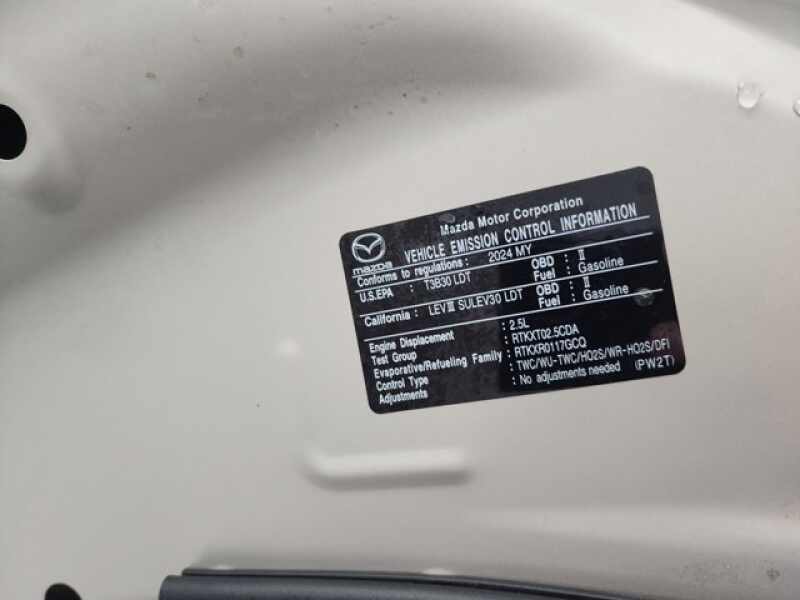 Mazda Motor Corporation
mazda
VEHICLE EMISSION CONTROL INFORMATION
Conforms to regulations : 2024 MY
U.S.EPA : T3B30 LDT OBD : II
Fuel : Gasoline
California : LEVIII SULEV30 LDT OBD : II
Fuel : Gasoline
Engine Displacement : 2.5L
Test Group : RTKXT02.5CDA
Evaporative/Refueling Family : RTKXR0117GCQ
Control Type : TWC/WU-TWC/HO2S/WR-HO2S/DFI
Adjustments : No adjustments needed (PW2T)